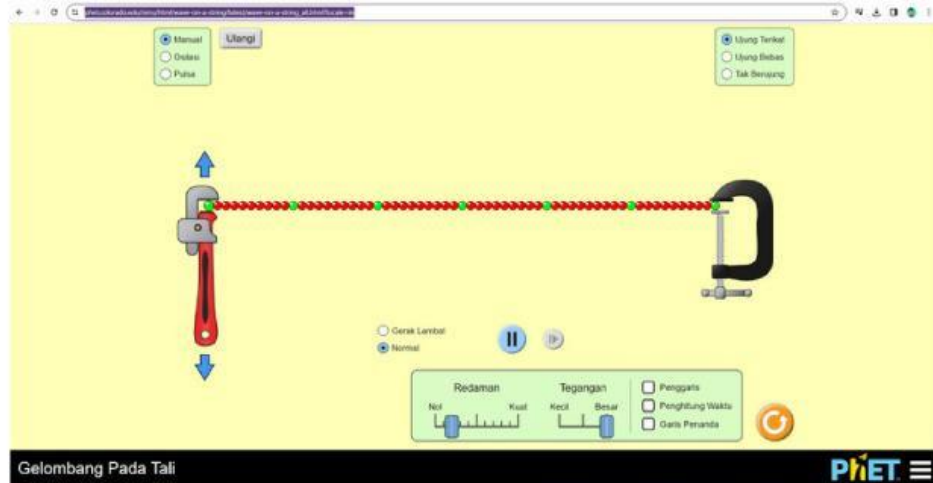 Manual
Osilasi
Pulsa
Ulangi
Ujung Terikat
Ujung Bebas
Tak Berujung
Gerak Lambat
Normal
Redaman
Nol Kuat
Tegangan
Kecil Besar
Penggaris
Penghitung Waktu
Garis Penanda
Gelombang Pada Tali
PhET